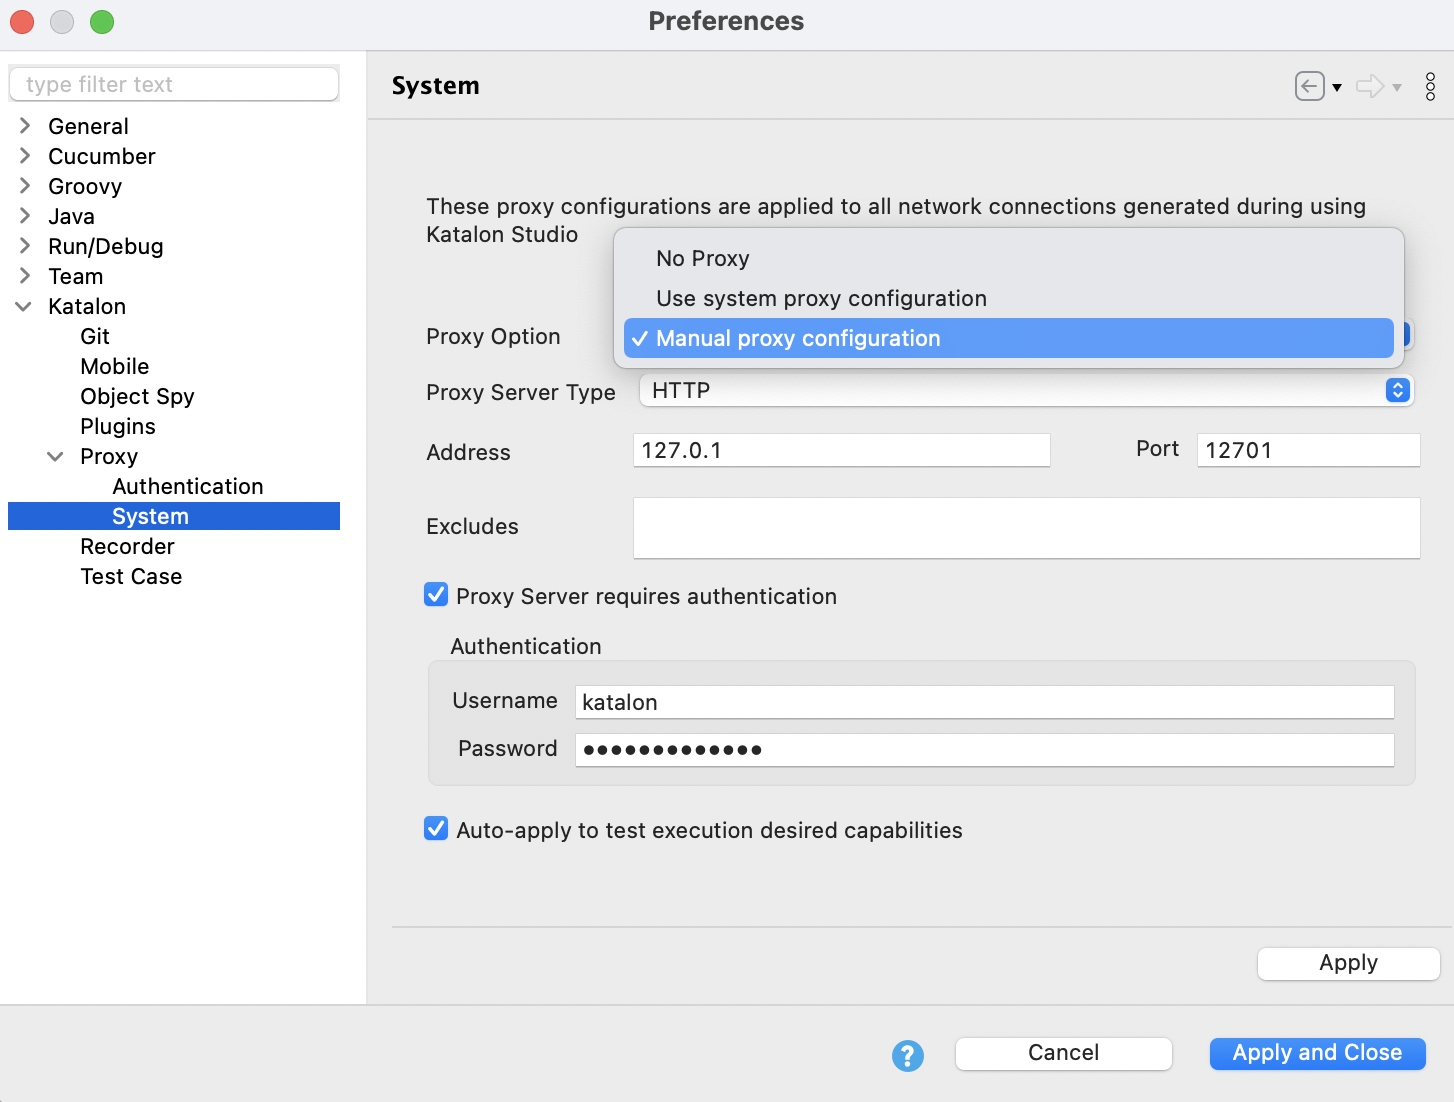 Preferences
type filter text
General
Cucumber
Groovy
Java
Run/Debug
Team
Katalon
Git
Mobile
Object Spy
Plugins
Proxy
Authentication
System
Recorder
Test Case
System
These proxy configurations are applied to all network connections generated during using
Katalon Studio
No Proxy
Use system proxy configuration
Proxy Option
✓ Manual proxy configuration
Proxy Server Type HTTP
Address 127.0.1 Port 12701
Excludes
Proxy Server requires authentication
Authentication
Username katalon
Password •••••••••••••
Auto-apply to test execution desired capabilities
Apply
? Cancel Apply and Close